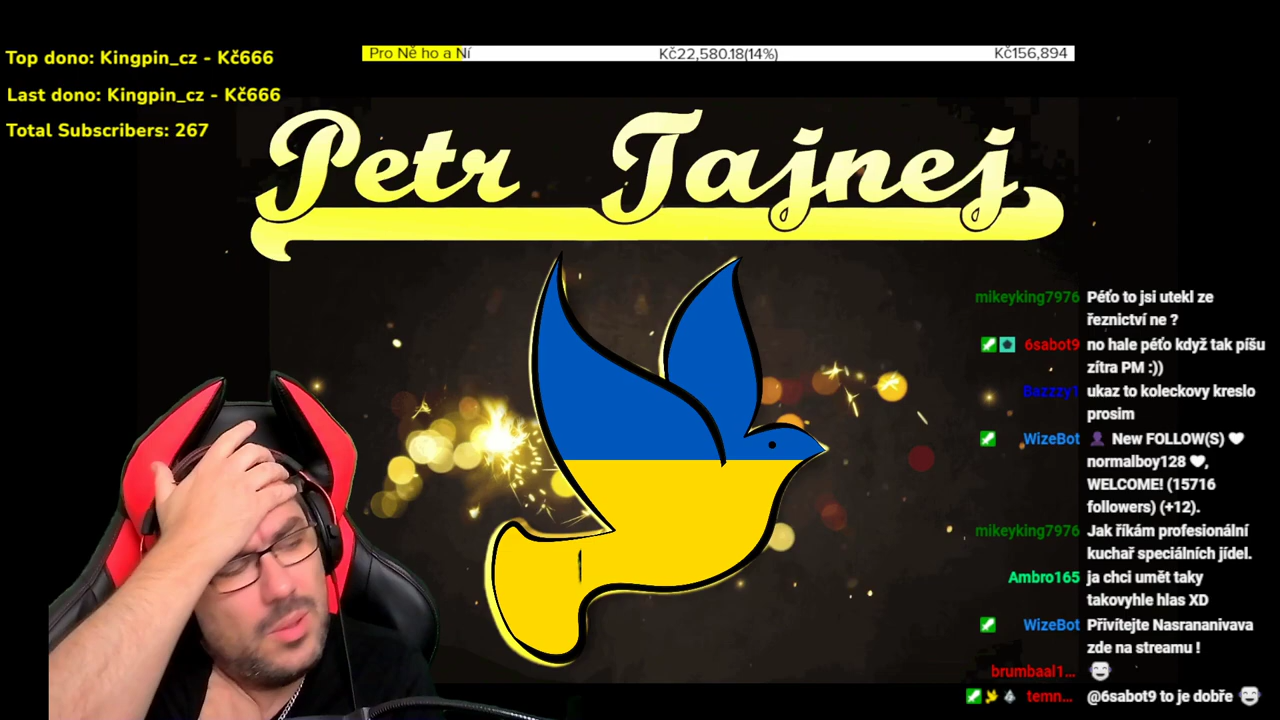 Top dono: Kingpin_cz - Kč666
Last dono: Kingpin_cz - Kč666
Total Subscribers: 267
Pro Ně ho a Ní Kč22,580.18(14%) Kč156,894
Petr Tajnej
mikeyking7976 Péťo to jsi utekl ze
řeznictví ne ?
6sabot9 no hale péťo když tak píšu
zítra PM :))
Bazzzy1 ukaz to koleckovy kreslo
prosim
WizeBot New FOLLOW(S)
normalboy128 , 
WELCOME! (15716
followers) (+12).
mikeyking7976 Jak říkám profesionální
kuchař speciálních jídel.
Ambro165 ja chci umět taky
takovyhle hlas XD
WizeBot Přivítejte Nasrananivava
zde na streamu !
brumbaal1...
temn... @6sabot9 to je dobře